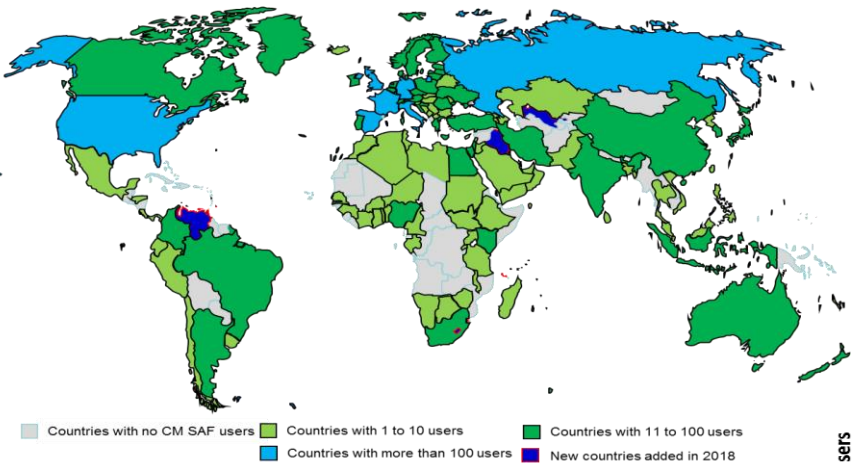 Countries with no CM SAF users
Countries with 1 to 10 users
Countries with 11 to 100 users
Countries with more than 100 users
New countries added in 2018
sers